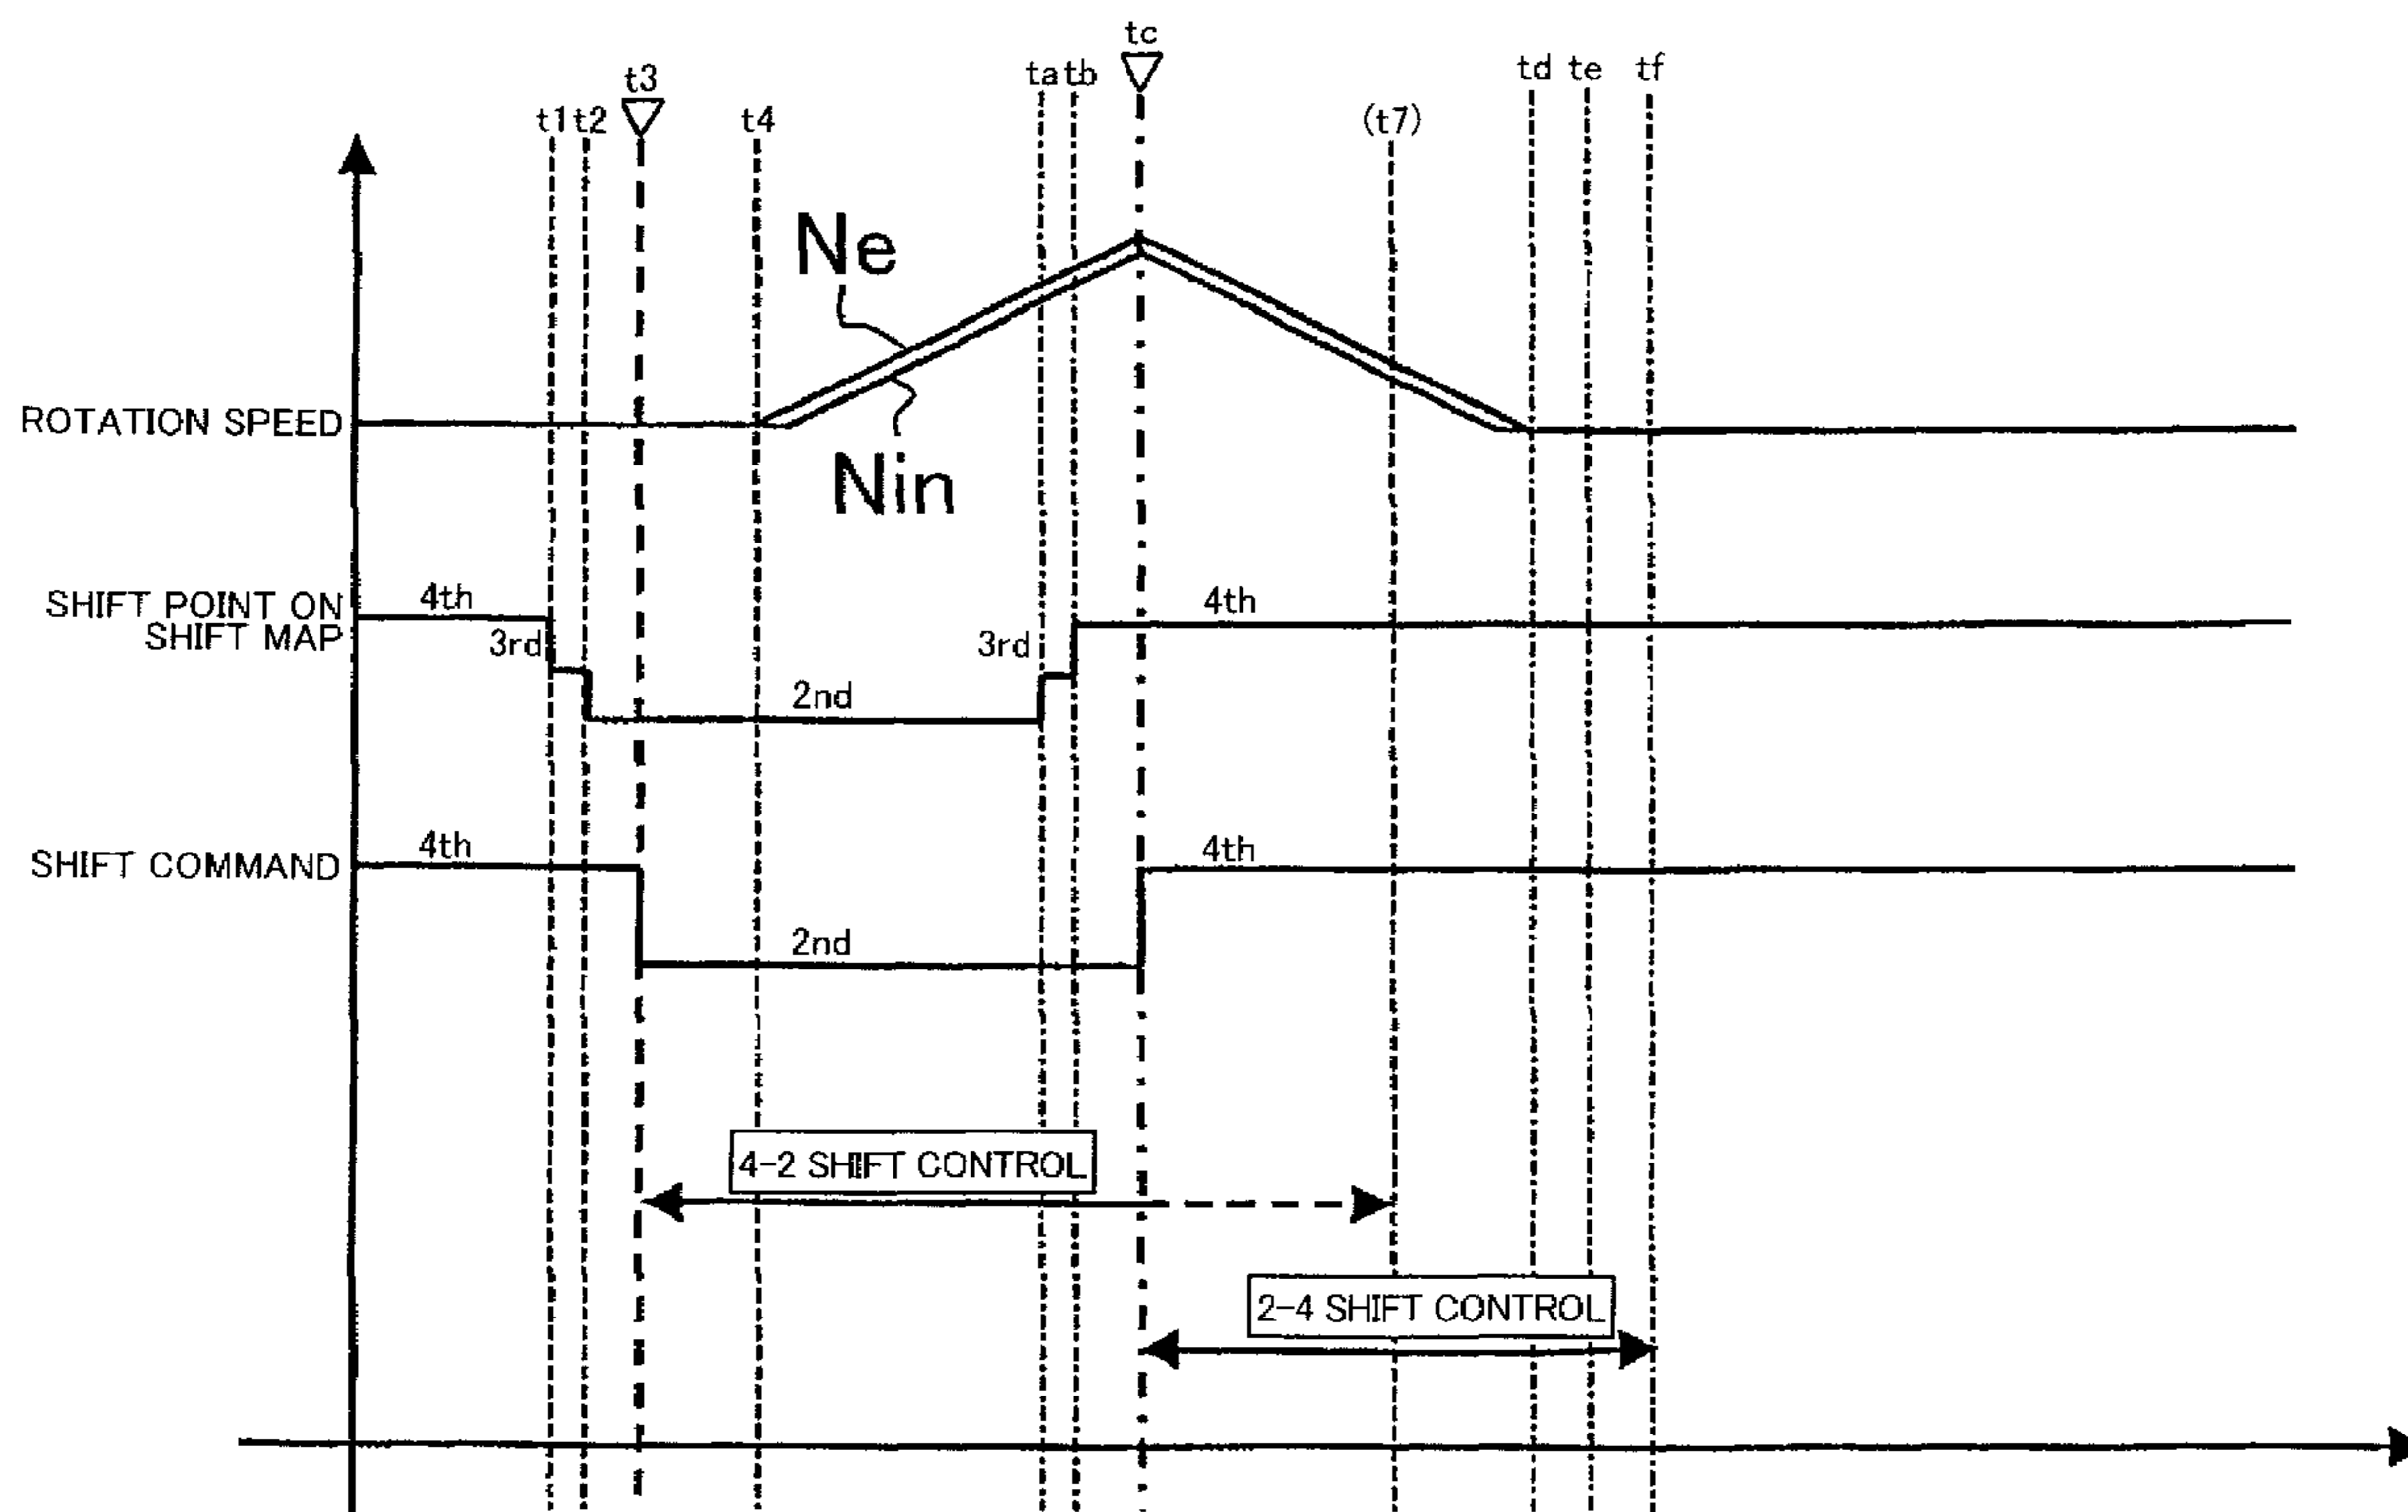 tc
t3
ta tb
td te tf
t1 t2
t4
(t7)
Ne
ROTATION SPEED
Nin
4th
4th
SHIFT POINT ON
SHIFT MAP
3rd
3rd
2nd
4th
4th
SHIFT COMMAND
2nd
4-2 SHIFT CONTROL
2-4 SHIFT CONTROL